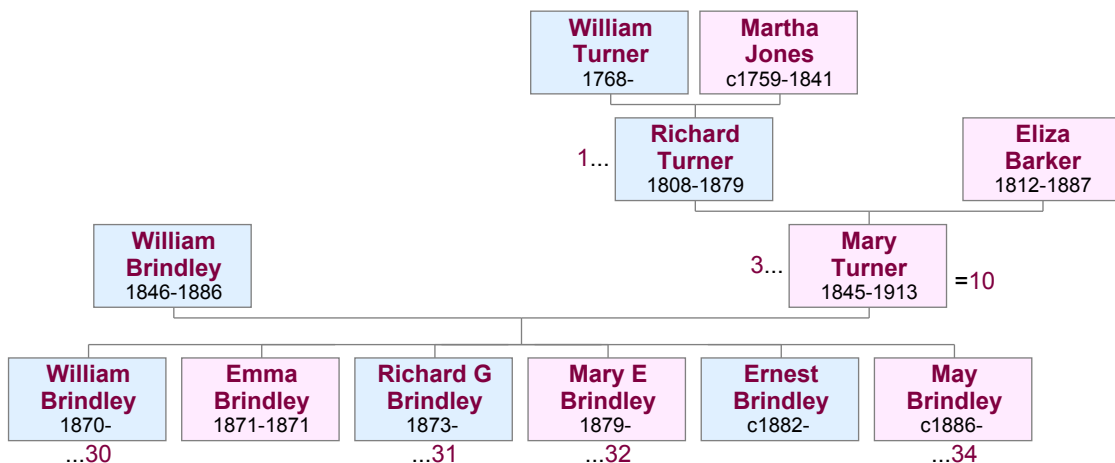 William
Turner
1768-
Martha
Jones
c1759-1841
1...
Richard
Turner
1808-1879
Eliza
Barker
1812-1887
William
Brindley
1846-1886
3...
Mary
Turner
1845-1913
=10
William
Brindley
1870-
...30
Emma
Brindley
1871-1871
Richard G
Brindley
1873-
...31
Mary E
Brindley
1879-
...32
Ernest
Brindley
c1882-
May
Brindley
c1886-
...34